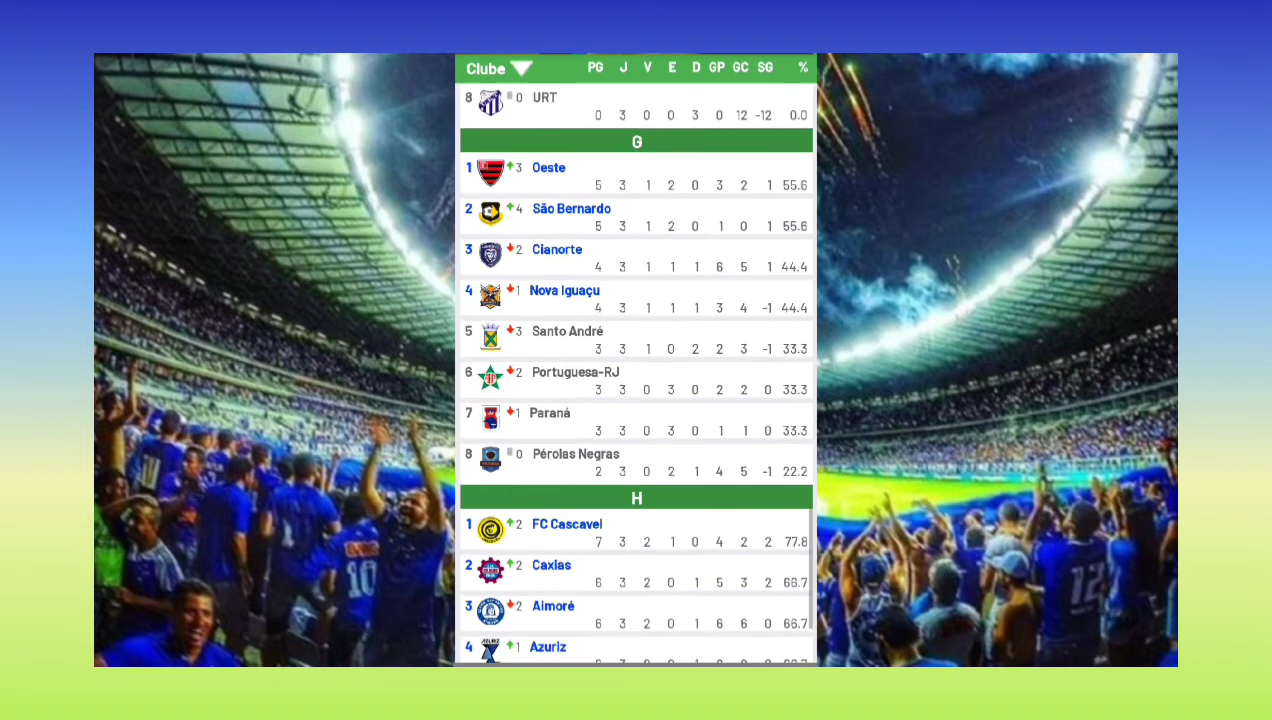 Clube PG J V E D GP GC SG %
8 0 URT
0 3 0 0 3 0 12 -12 0.0
G
1 3 Oeste
5 3 1 2 0 3 2 1 55.6
2 4 São Bernardo
5 3 1 2 0 1 0 1 55.6
3 2 Cianorte
4 3 1 1 1 6 5 1 44.4
4 1 Nova Iguaçu
4 3 1 1 1 3 4 -1 44.4
5 3 Santo André
3 3 1 0 2 2 3 -1 33.3
6 2 Portuguesa-RJ
3 3 0 3 0 2 2 0 33.3
7 1 Paraná
3 3 0 3 0 1 1 0 33.3
8 0 Pérolas Negras
2 3 0 2 1 4 5 -1 22.2
H
1 2 FC Cascavel
7 3 2 1 0 4 2 2 77.8
2 2 Caxias
6 3 2 0 1 5 3 2 66.7
3 2 Aimoré
6 3 2 0 1 6 6 0 66.7
4 1 Azuriz
10
12